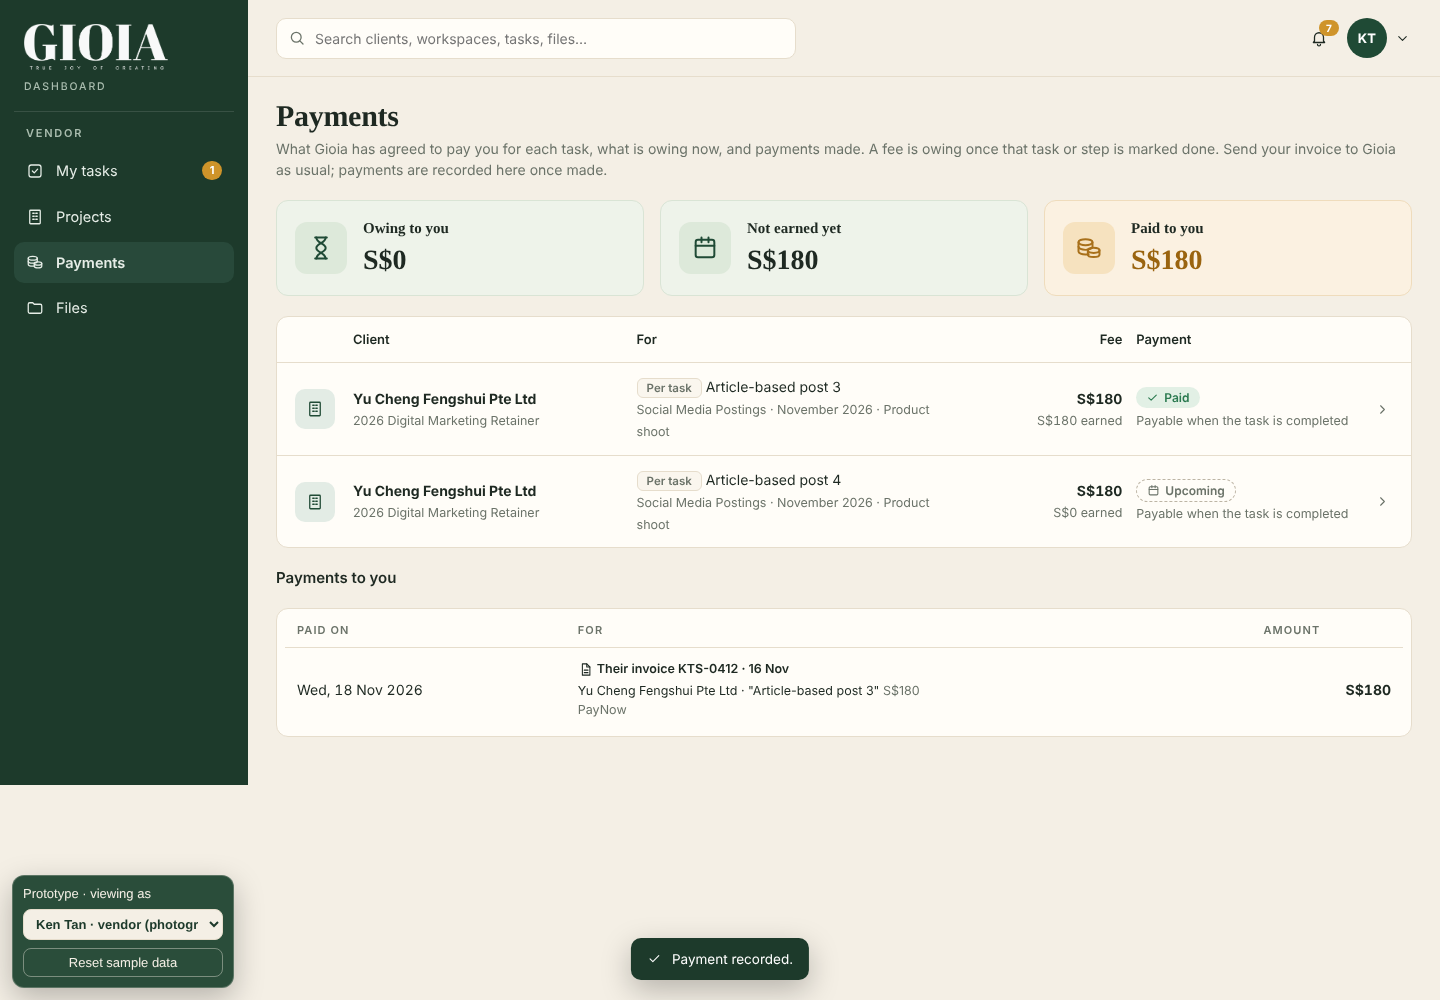 GIOIA
TRUE JOY OF CREATING
DASHBOARD
VENDOR
My tasks 1
Projects
Payments
Files
Search clients, workspaces, tasks, files...
7
KT
Payments
What Gioia has agreed to pay you for each task, what is owing now, and payments made. A fee is owing once that task or step is marked done. Send your invoice to Gioia
as usual; payments are recorded here once made.
Owing to you
S$0
Not earned yet
S$180
Paid to you
S$180
Client For Fee Payment
Yu Cheng Fengshui Pte Ltd
2026 Digital Marketing Retainer
Per task Article-based post 3
Social Media Postings · November 2026 · Product
shoot
S$180
S$180 earned
Paid
Payable when the task is completed
Yu Cheng Fengshui Pte Ltd
2026 Digital Marketing Retainer
Per task Article-based post 4
Social Media Postings · November 2026 · Product
shoot
S$180
S$0 earned
Upcoming
Payable when the task is completed
Payments to you
PAID ON FOR AMOUNT
Wed, 18 Nov 2026
Their invoice KTS-0412 · 16 Nov
Yu Cheng Fengshui Pte Ltd · "Article-based post 3" S$180
PayNow
S$180
Prototype · viewing as
Ken Tan · vendor (photogr
Reset sample data
Payment recorded.